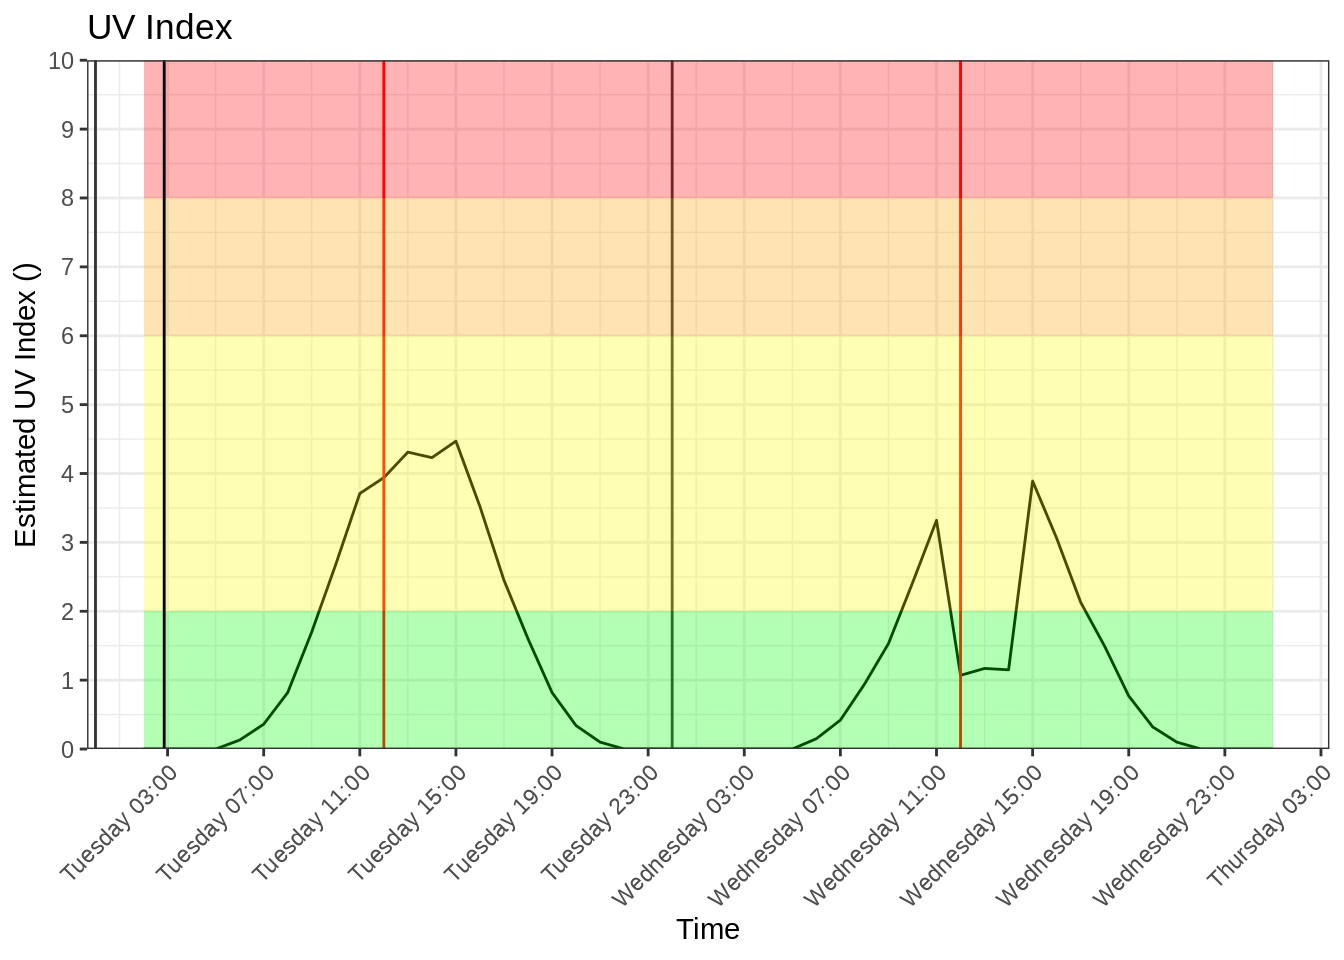 UV Index
Estimated UV Index ()
10
9
8
7
6
5
4
3
2
1
0
Tuesday 03:00
Tuesday 07:00
Tuesday 11:00
Tuesday 15:00
Tuesday 19:00
Tuesday 23:00
Wednesday 03:00
Wednesday 07:00
Wednesday 11:00
Wednesday 15:00
Wednesday 19:00
Wednesday 23:00
Thursday 03:00
Time